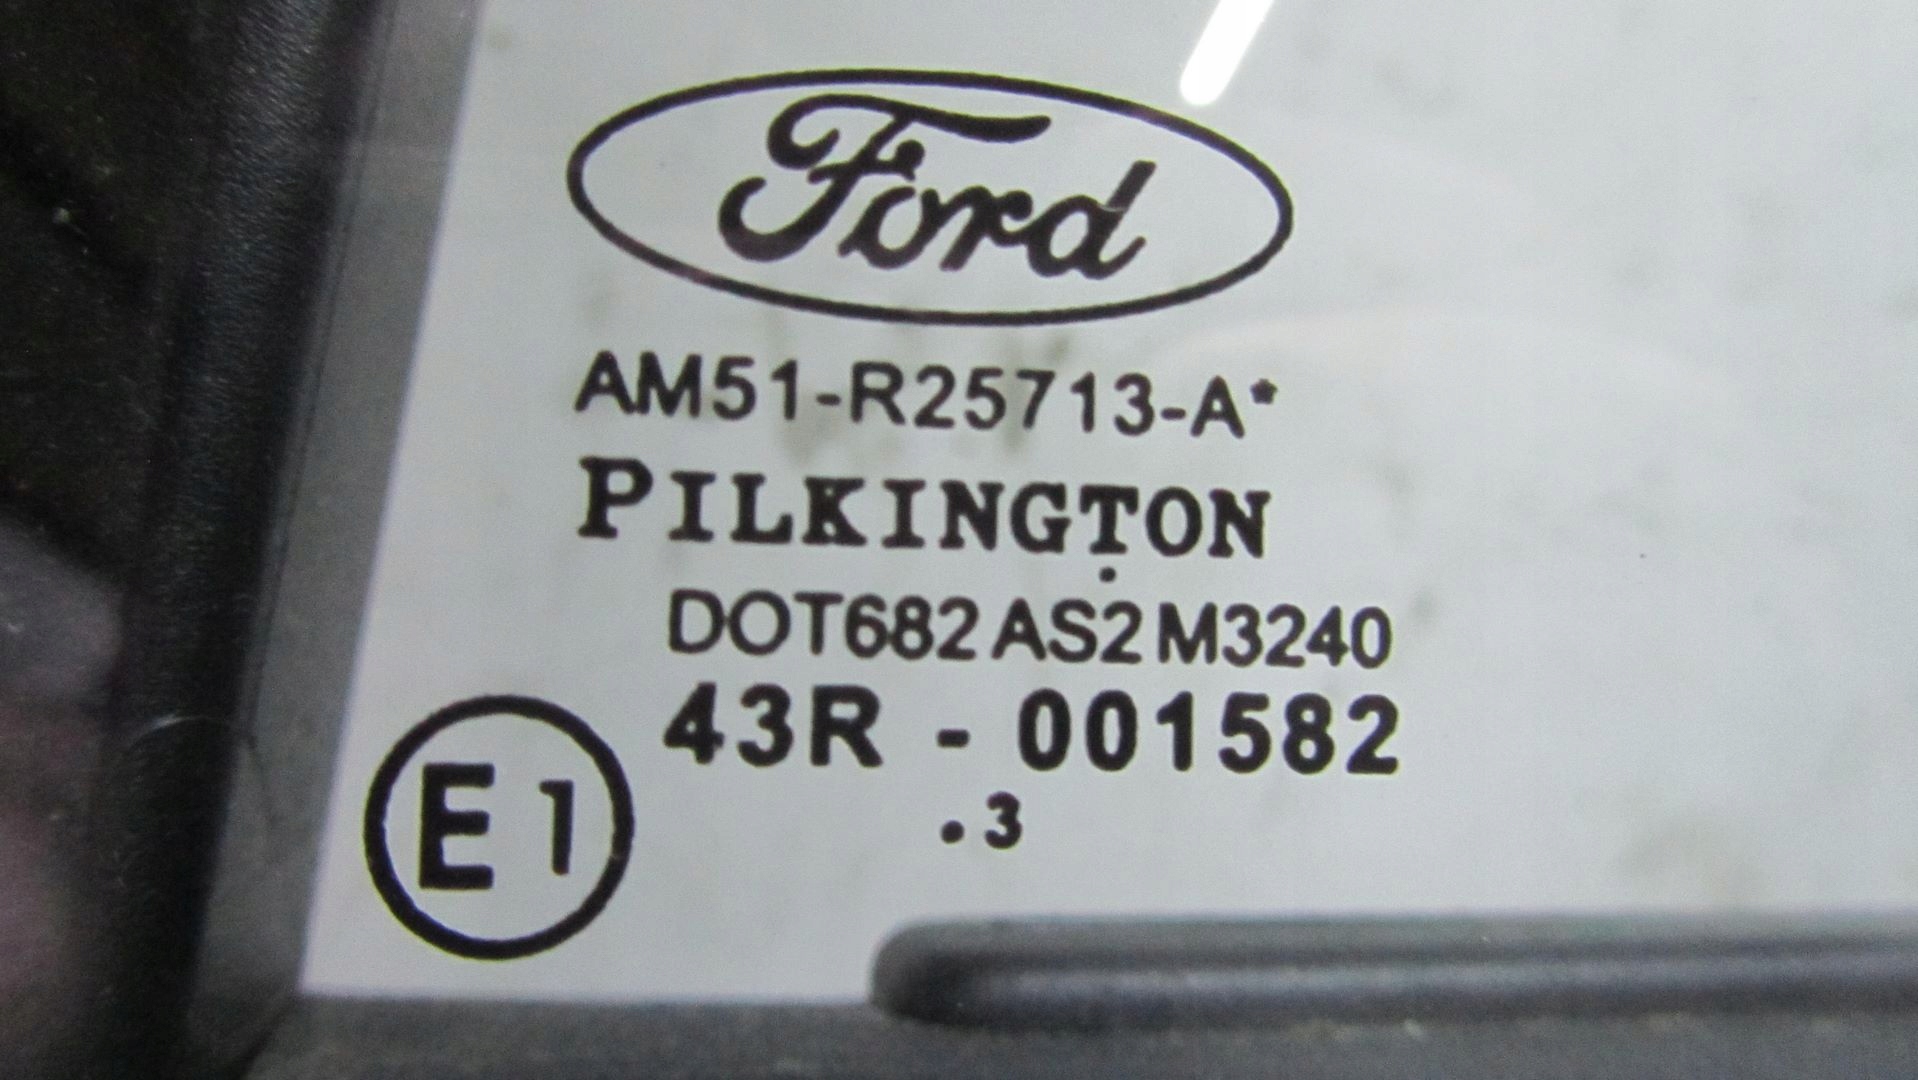 Ford
AM51-R25713-A*
PILKINGTON
DOT682 AS2 M3240
43R - 001582
E1
.3